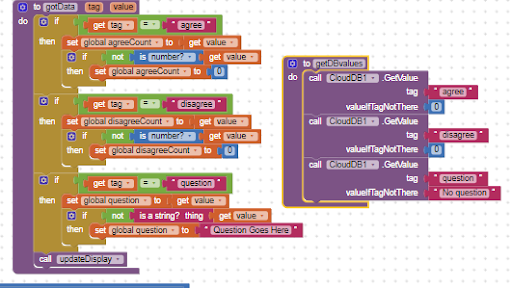 to gotData tag value
do if get tag = " agree "
then set global agreeCount to get value
if not is number? get value
then set global agreeCount to 0
if get tag = " disagree "
then set global disagreeCount to get value
if not is number? get value
then set global disagreeCount to 0
if get tag = " question "
then set global question to get value
if not is a string? thing get value
then set global question to " Question Goes Here "
call updateDisplay
to getDBvalues
do call CloudDB1 .GetValue
tag " agree "
valueIfTagNotThere 0
call CloudDB1 .GetValue
tag " disagree "
valueIfTagNotThere 0
call CloudDB1 .GetValue
tag " question "
valueIfTagNotThere " No question "